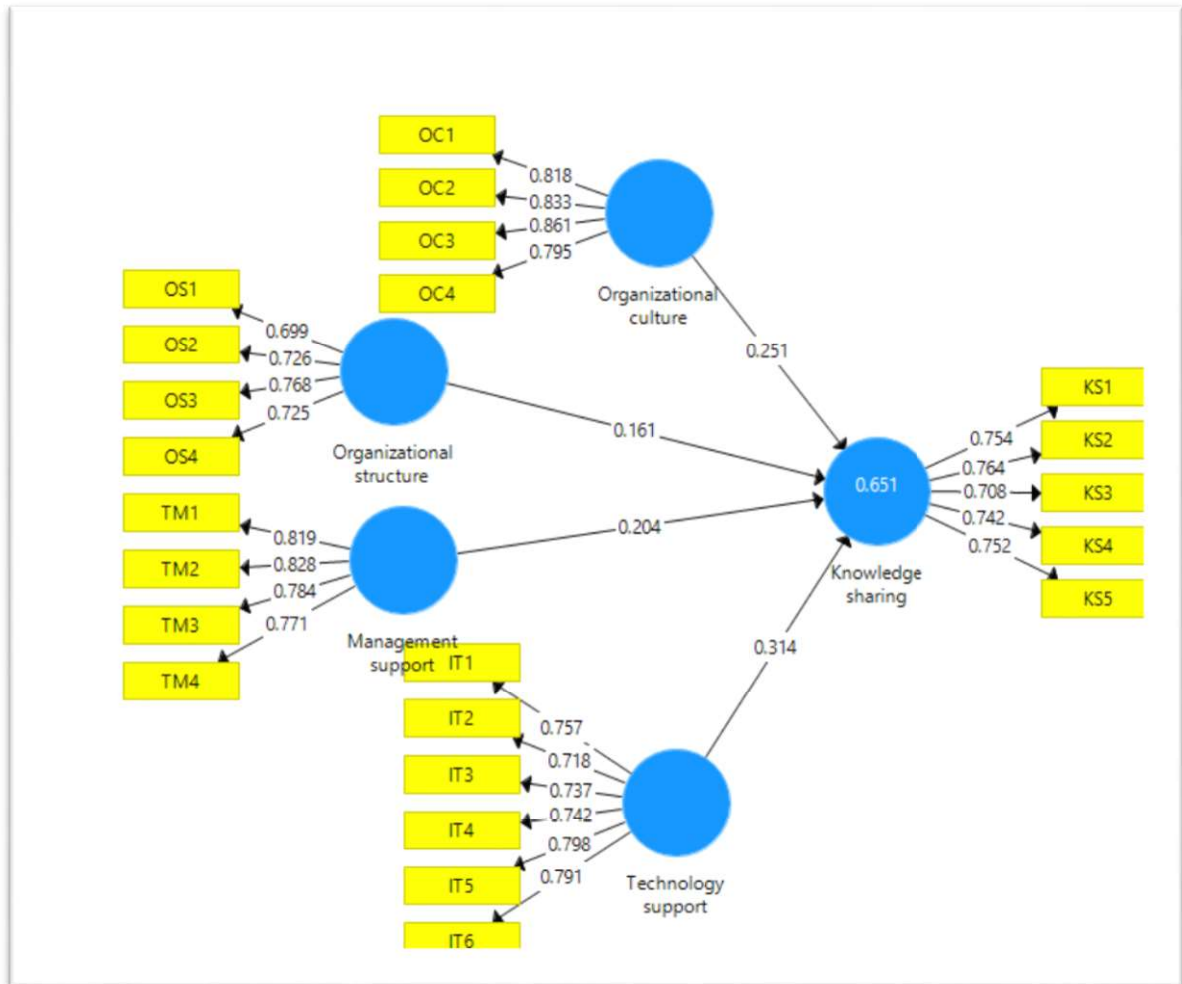 OC1
OC2
OC3
OC4
0.818
0.833
0.861
0.795
Organizational
culture
0.251
OS1
OS2
OS3
OS4
0.699
0.726
0.768
0.725
Organizational
structure
0.161
TM1
TM2
TM3
TM4
0.819
0.828
0.784
0.771
Management
support
0.204
IT1
IT2
IT3
IT4
IT5
IT6
0.757
0.718
0.737
0.742
0.798
0.791
Technology
support
0.314
0.651
Knowledge
sharing
0.754
0.764
0.708
0.742
0.752
KS1
KS2
KS3
KS4
KS5